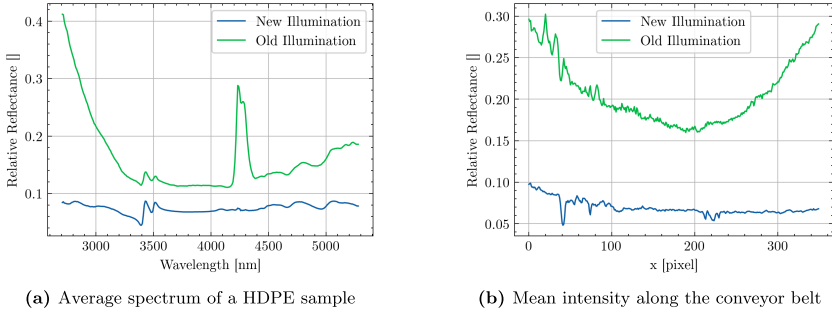 New Illumination
Old Illumination
0.4
0.3
0.2
0.1
Relative Reflectance []
3000 3500 4000 4500 5000
Wavelength [nm]
(a) Average spectrum of a HDPE sample
New Illumination
Old Illumination
0.30
0.25
0.20
0.15
0.10
0.05
Relative Reflectance []
0 100 200 300
x [pixel]
(b) Mean intensity along the conveyor belt